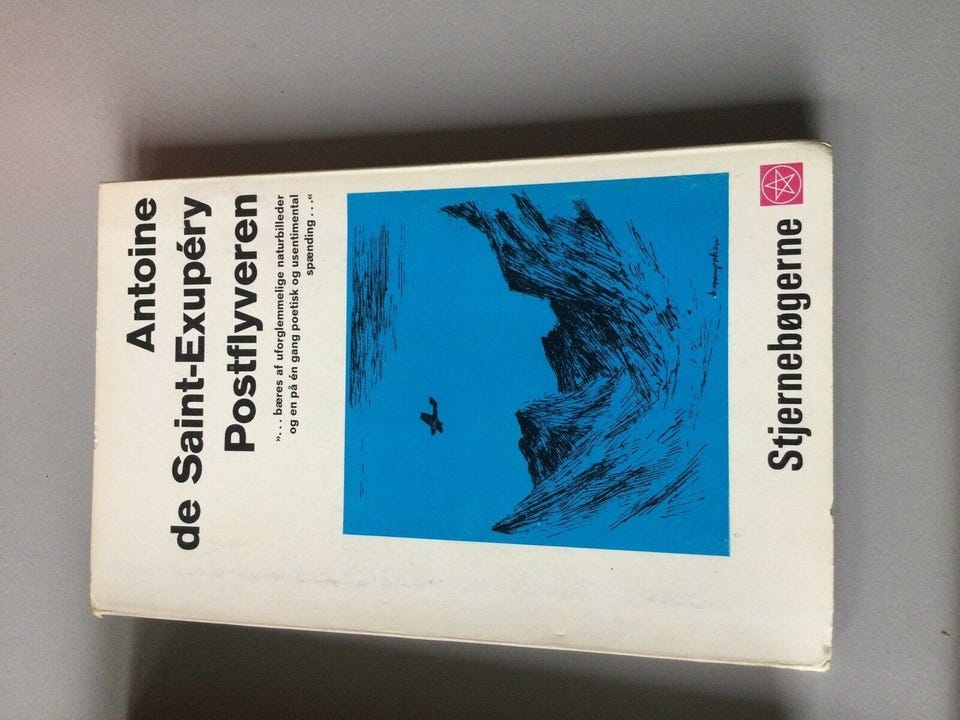 Antoine
de Saint-Exupéry
Postflyveren
»... bæres af uforglemmelige naturbilleder
og en på én gang poetisk og usentimental
spænding ...«
Stjernebøgerne